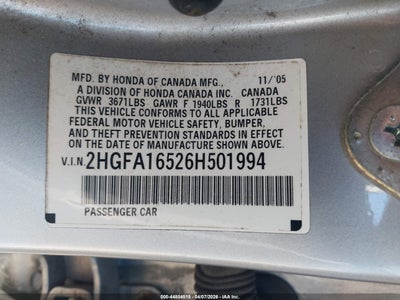 MFD. BY HONDA OF CANADA MFG., 11/05
A DIVISION OF HONDA CANADA INC. CANADA
GVWR 3671LBS GAWR F 1940LBS R 1731LBS
THIS VEHICLE CONFORMS TO ALL APPLICABLE
FEDERAL MOTOR VEHICLE SAFETY, BUMPER,
AND THEFT PREVENTION STANDARDS IN EFFECT
ON THE DATE OF MANUFACTURE SHOWN ABOVE.
V.I.N. 2HGFA16526H501994
PASSENGER CAR
© 000-44804015 - 04/07/2026 - IAA Inc.